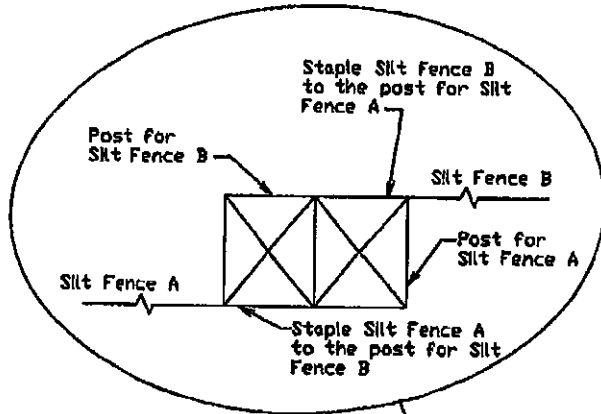 Staple Silt Fence B
to the post for Silt
Fence A
Post for
Silt Fence B
Silt Fence B
Post for
Silt Fence A
Silt Fence A
Staple Silt Fence A
to the post for Silt
Fence B